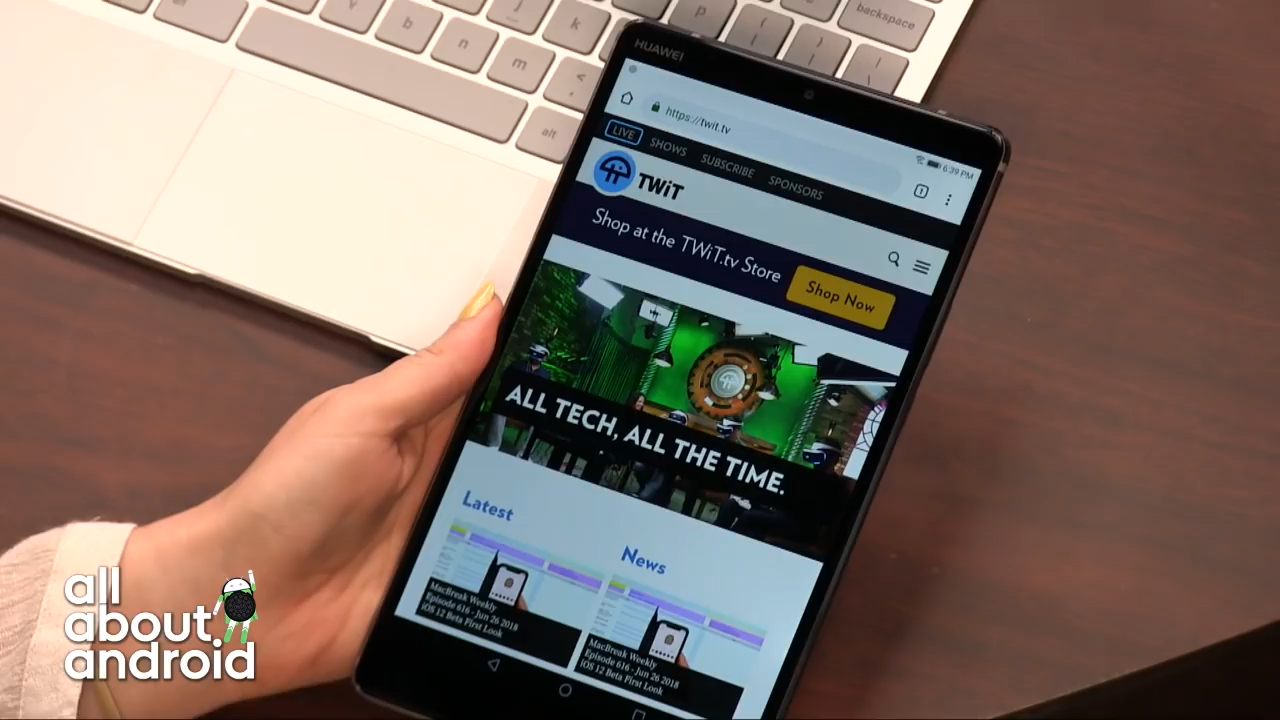 backspace
v
b
n
m
j
k
p
alt
HUAWEI
https://twit.tv
6:39 PM
LIVE SHOWS SUBSCRIBE SPONSORS
TWiT
Shop at the TWiT.tv Store
Shop Now
ALL TECH, ALL THE TIME.
Latest
MacBreak Weekly
Episode 616 - Jun 26 2018
iOS 12 Beta First Look
News
MacBreak Weekly
Episode 616 - Jun 26 2018
iOS 12 Beta First Look
all
about
android